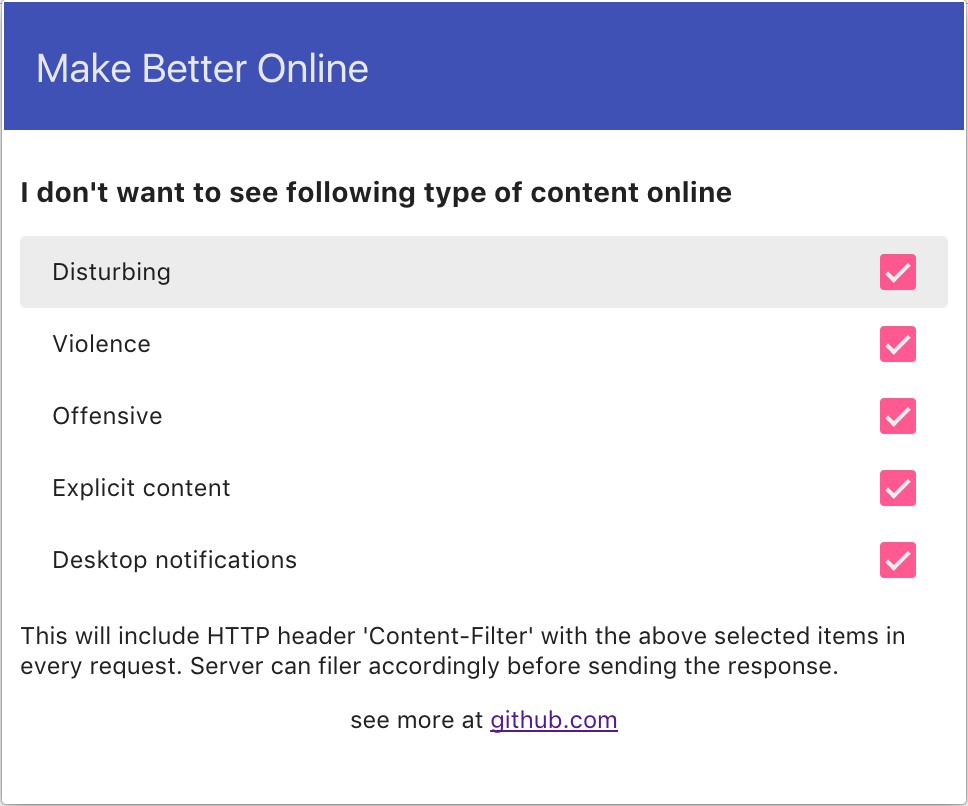 Make Better Online
I don't want to see following type of content online
Disturbing
Violence
Offensive
Explicit content
Desktop notifications
This will include HTTP header 'Content-Filter' with the above selected items in
every request. Server can filer accordingly before sending the response.
see more at github.com